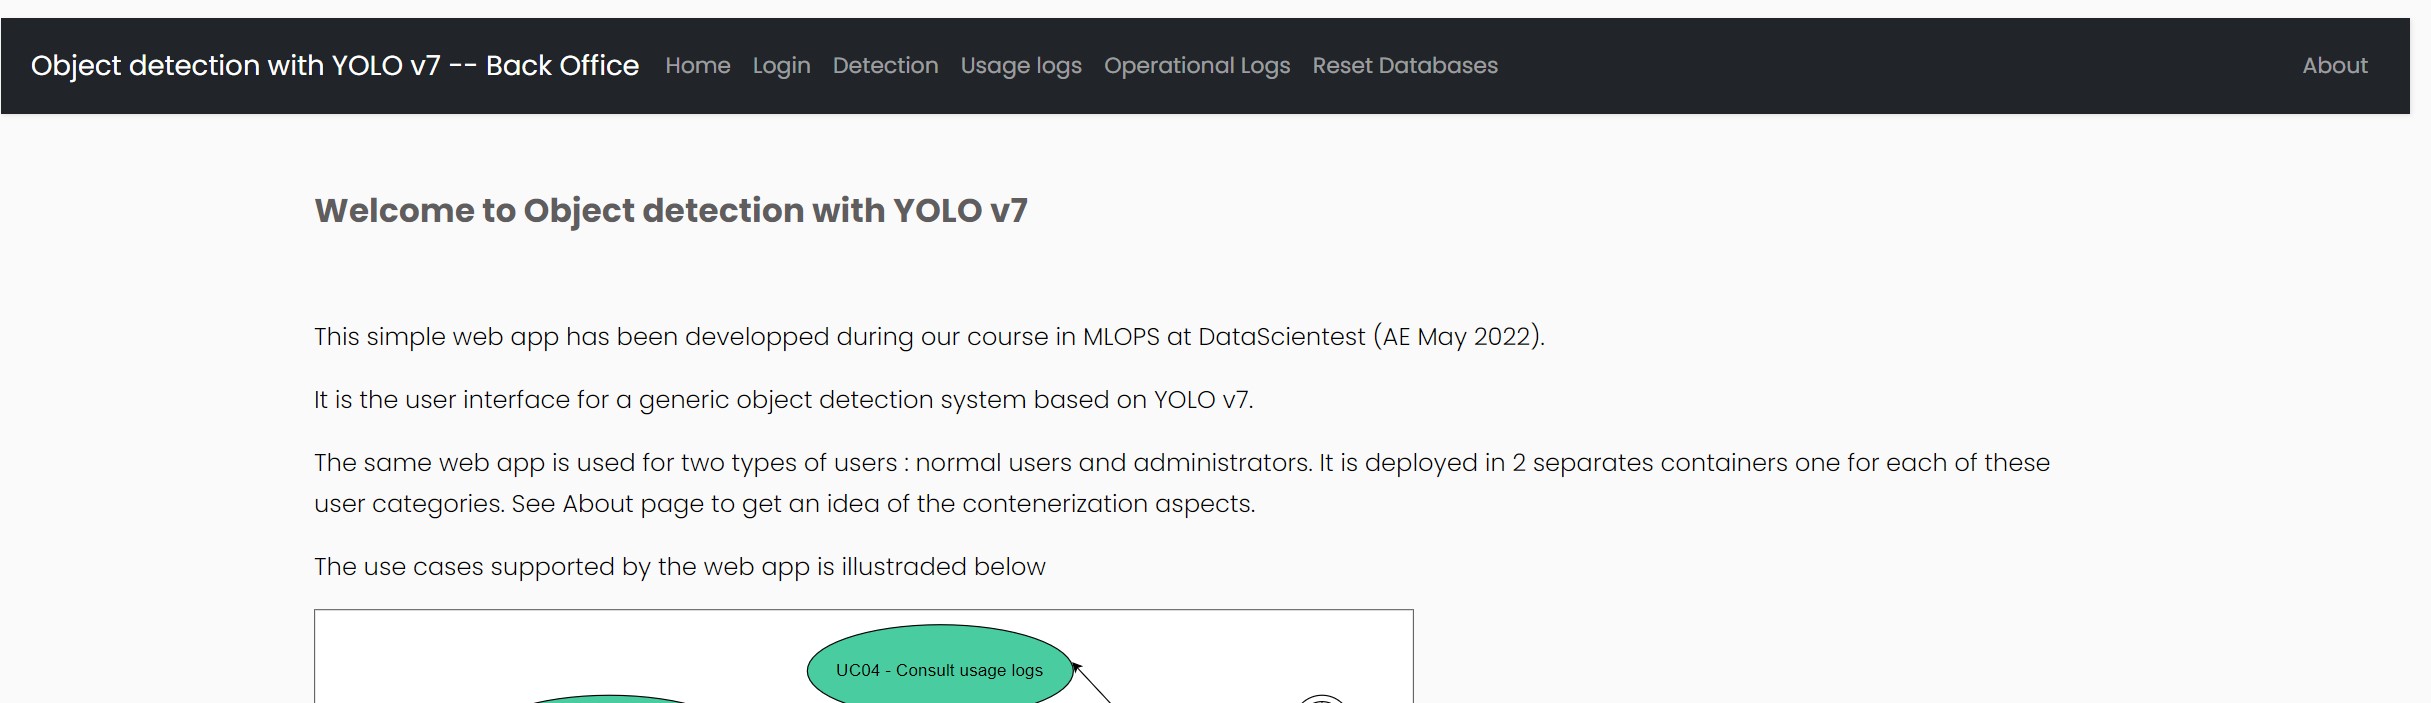 Object detection with YOLO v7 -- Back Office Home Login Detection Usage logs Operational Logs Reset Databases About
Welcome to Object detection with YOLO v7
This simple web app has been developped during our course in MLOPS at DataScientest (AE May 2022).
It is the user interface for a generic object detection system based on YOLO v7.
The same web app is used for two types of users : normal users and administrators. It is deployed in 2 separates containers one for each of these
user categories. See About page to get an idea of the contenerization aspects.
The use cases supported by the web app is illustraded below
UC04 - Consult usage logs